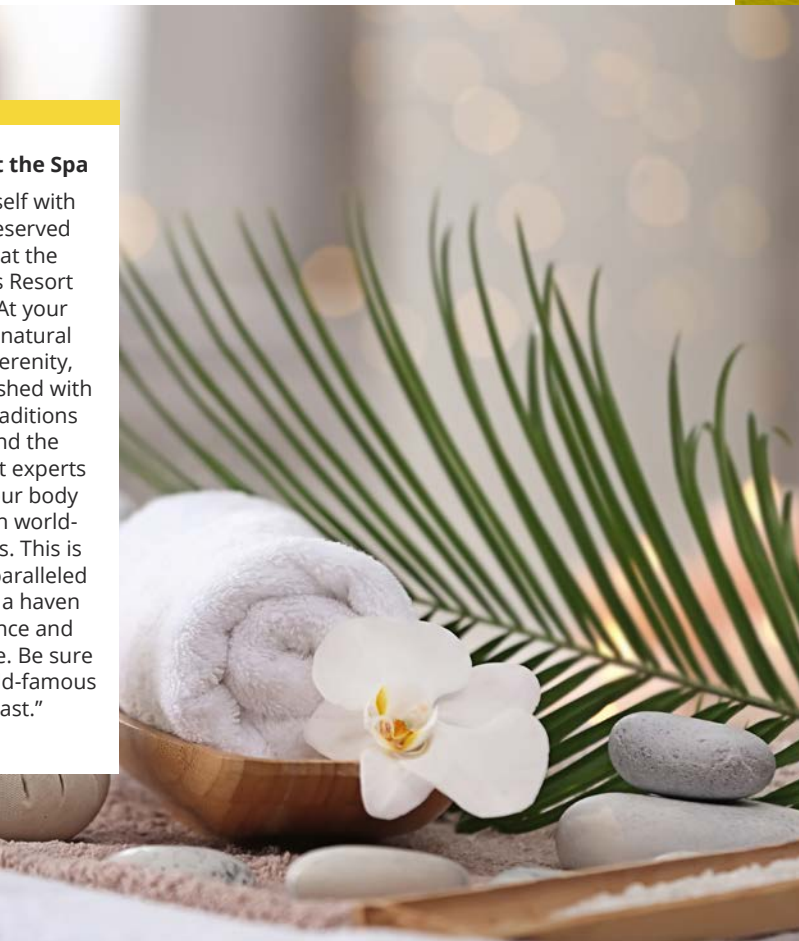 t the Spa
self with
eserved
at the
s Resort
At your
natural
erenity,
shed with
aditions
nd the
t experts
ur body
n world-
s. This is
paralleled
a haven
nce and
e. Be sure
d-famous
ast.”